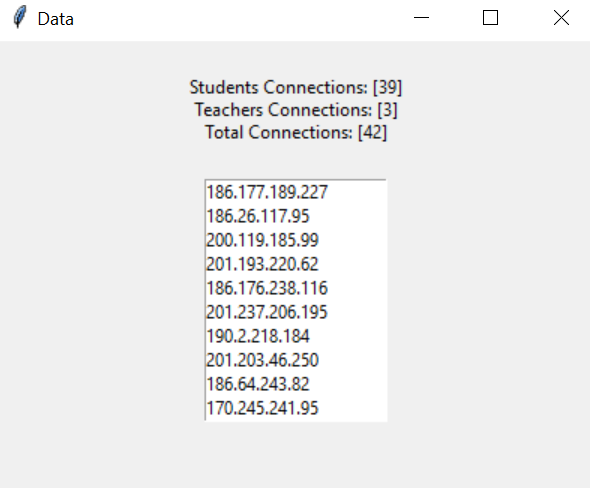 Data
Students Connections: [39]
Teachers Connections: [3]
Total Connections: [42]
186.177.189.227
186.26.117.95
200.119.185.99
201.193.220.62
186.176.238.116
201.237.206.195
190.2.218.184
201.203.46.250
186.64.243.82
170.245.241.95